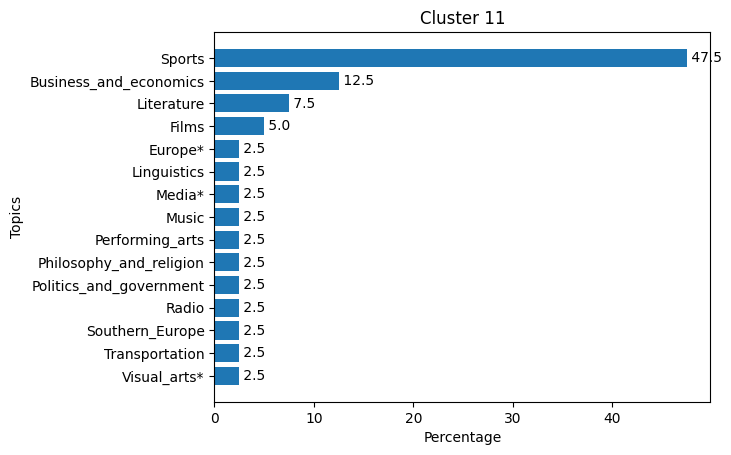 Cluster 11
Topics
Sports 47.5
Business_and_economics 12.5
Literature 7.5
Films 5.0
Europe* 2.5
Linguistics 2.5
Media* 2.5
Music 2.5
Performing_arts 2.5
Philosophy_and_religion 2.5
Politics_and_government 2.5
Radio 2.5
Southern_Europe 2.5
Transportation 2.5
Visual_arts* 2.5
0 10 20 30 40
Percentage